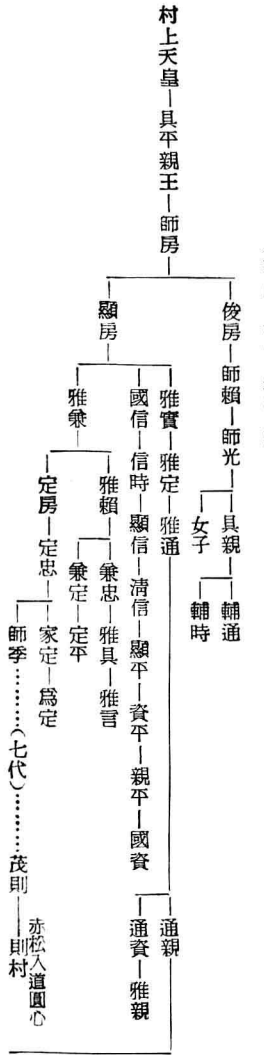 村上天皇—具平親王—師房
俊房—師賴—師光
具親
輔通
輔時
女子
顯房
雅實—雅定—雅通
通親
通資—雅親
國信—信時—顯信—淸信—顯平—資平—親平—國資
雅兼
雅賴
兼忠—雅具—雅言
兼定—定平
定房—定忠
家定—爲定
師季………(七代)………茂則—則村
赤松入道圓心